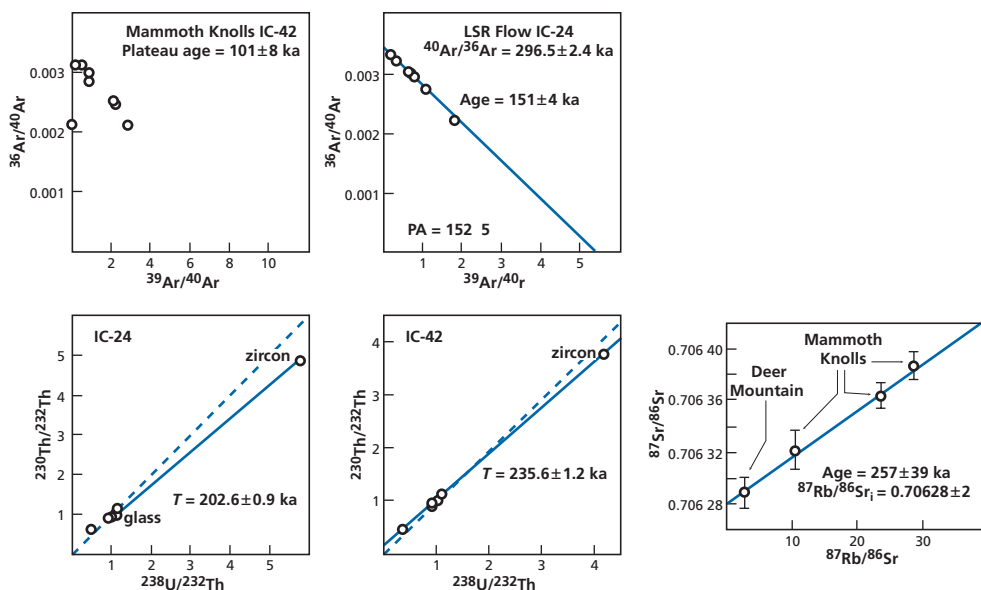 Mammoth Knolls IC-42
Plateau age = 101±8 ka
0.003
0.002
0.001
36Ar/40Ar
2 4 6 8 10
39Ar/40Ar
LSR Flow IC-24
40Ar/36Ar = 296.5±2.4 ka
Age = 151±4 ka
PA = 152 5
0.003
0.002
0.001
36Ar/40Ar
1 2 3 4 5
39Ar/40r
IC-24
zircon
T = 202.6±0.9 ka
glass
5
4
3
2
1
230Th/232Th
1 2 3 4 5
238U/232Th
IC-42
zircon
T = 235.6±1.2 ka
4
3
2
1
230Th/232Th
1 2 3 4
238U/232Th
Mammoth
Knolls
Deer
Mountain
Age = 257±39 ka
87Rb/86Sri = 0.70628±2
0.706 40
0.706 36
0.706 32
0.706 28
87Sr/86Sr
10 20 30
87Rb/86Sr